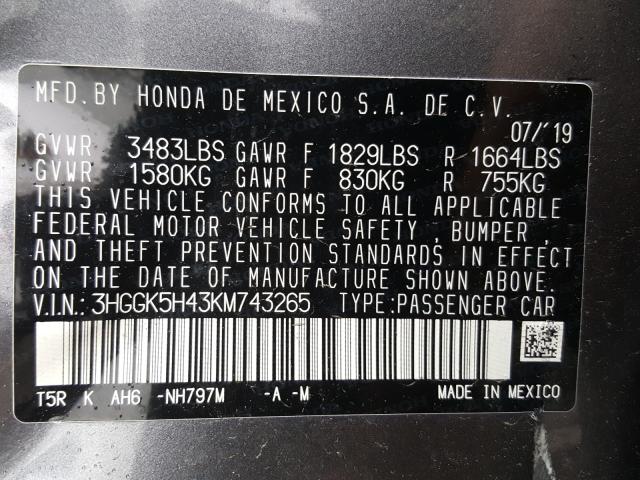 MFD. BY HONDA DE MEXICO S.A. DE C.V.
07/'19
GVWR 3483LBS GAWR F 1829LBS R 1664LBS
GVWR 1580KG GAWR F 830KG R 755KG
THIS VEHICLE CONFORMS TO ALL APPLICABLE
FEDERAL MOTOR VEHICLE SAFETY , BUMPER ,
AND THEFT PREVENTION STANDARDS IN EFFECT
ON THE DATE OF MANUFACTURE SHOWN ABOVE.
V.I.N.: 3HGGK5H43KM743265 TYPE:PASSENGER CAR
T5R K AH6 -NH797M -A -M MADE IN MEXICO